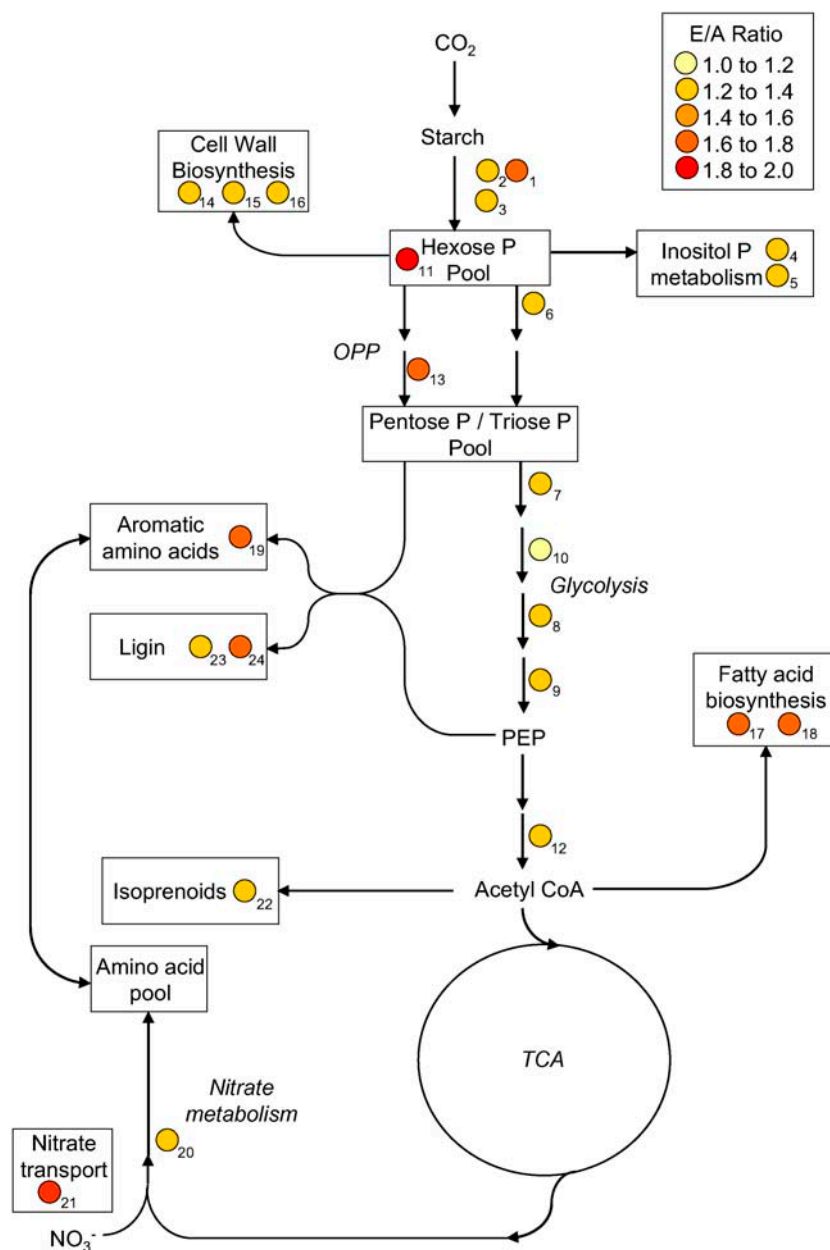 CO2
E/A Ratio
1.0 to 1.2
1.2 to 1.4
1.4 to 1.6
1.6 to 1.8
1.8 to 2.0
Starch
2 1
3
Cell Wall
Biosynthesis
14 15 16
Hexose P
Pool
11
Inositol P
metabolism
4
5
6
OPP
13
Pentose P / Triose P
Pool
7
Aromatic
amino acids
19
10
Glycolysis
8
Ligin
23 24
9
Fatty acid
biosynthesis
17 18
PEP
12
Isoprenoids
22
Acetyl CoA
Amino acid
pool
TCA
Nitrate
metabolism
20
Nitrate
transport
21
NO3-